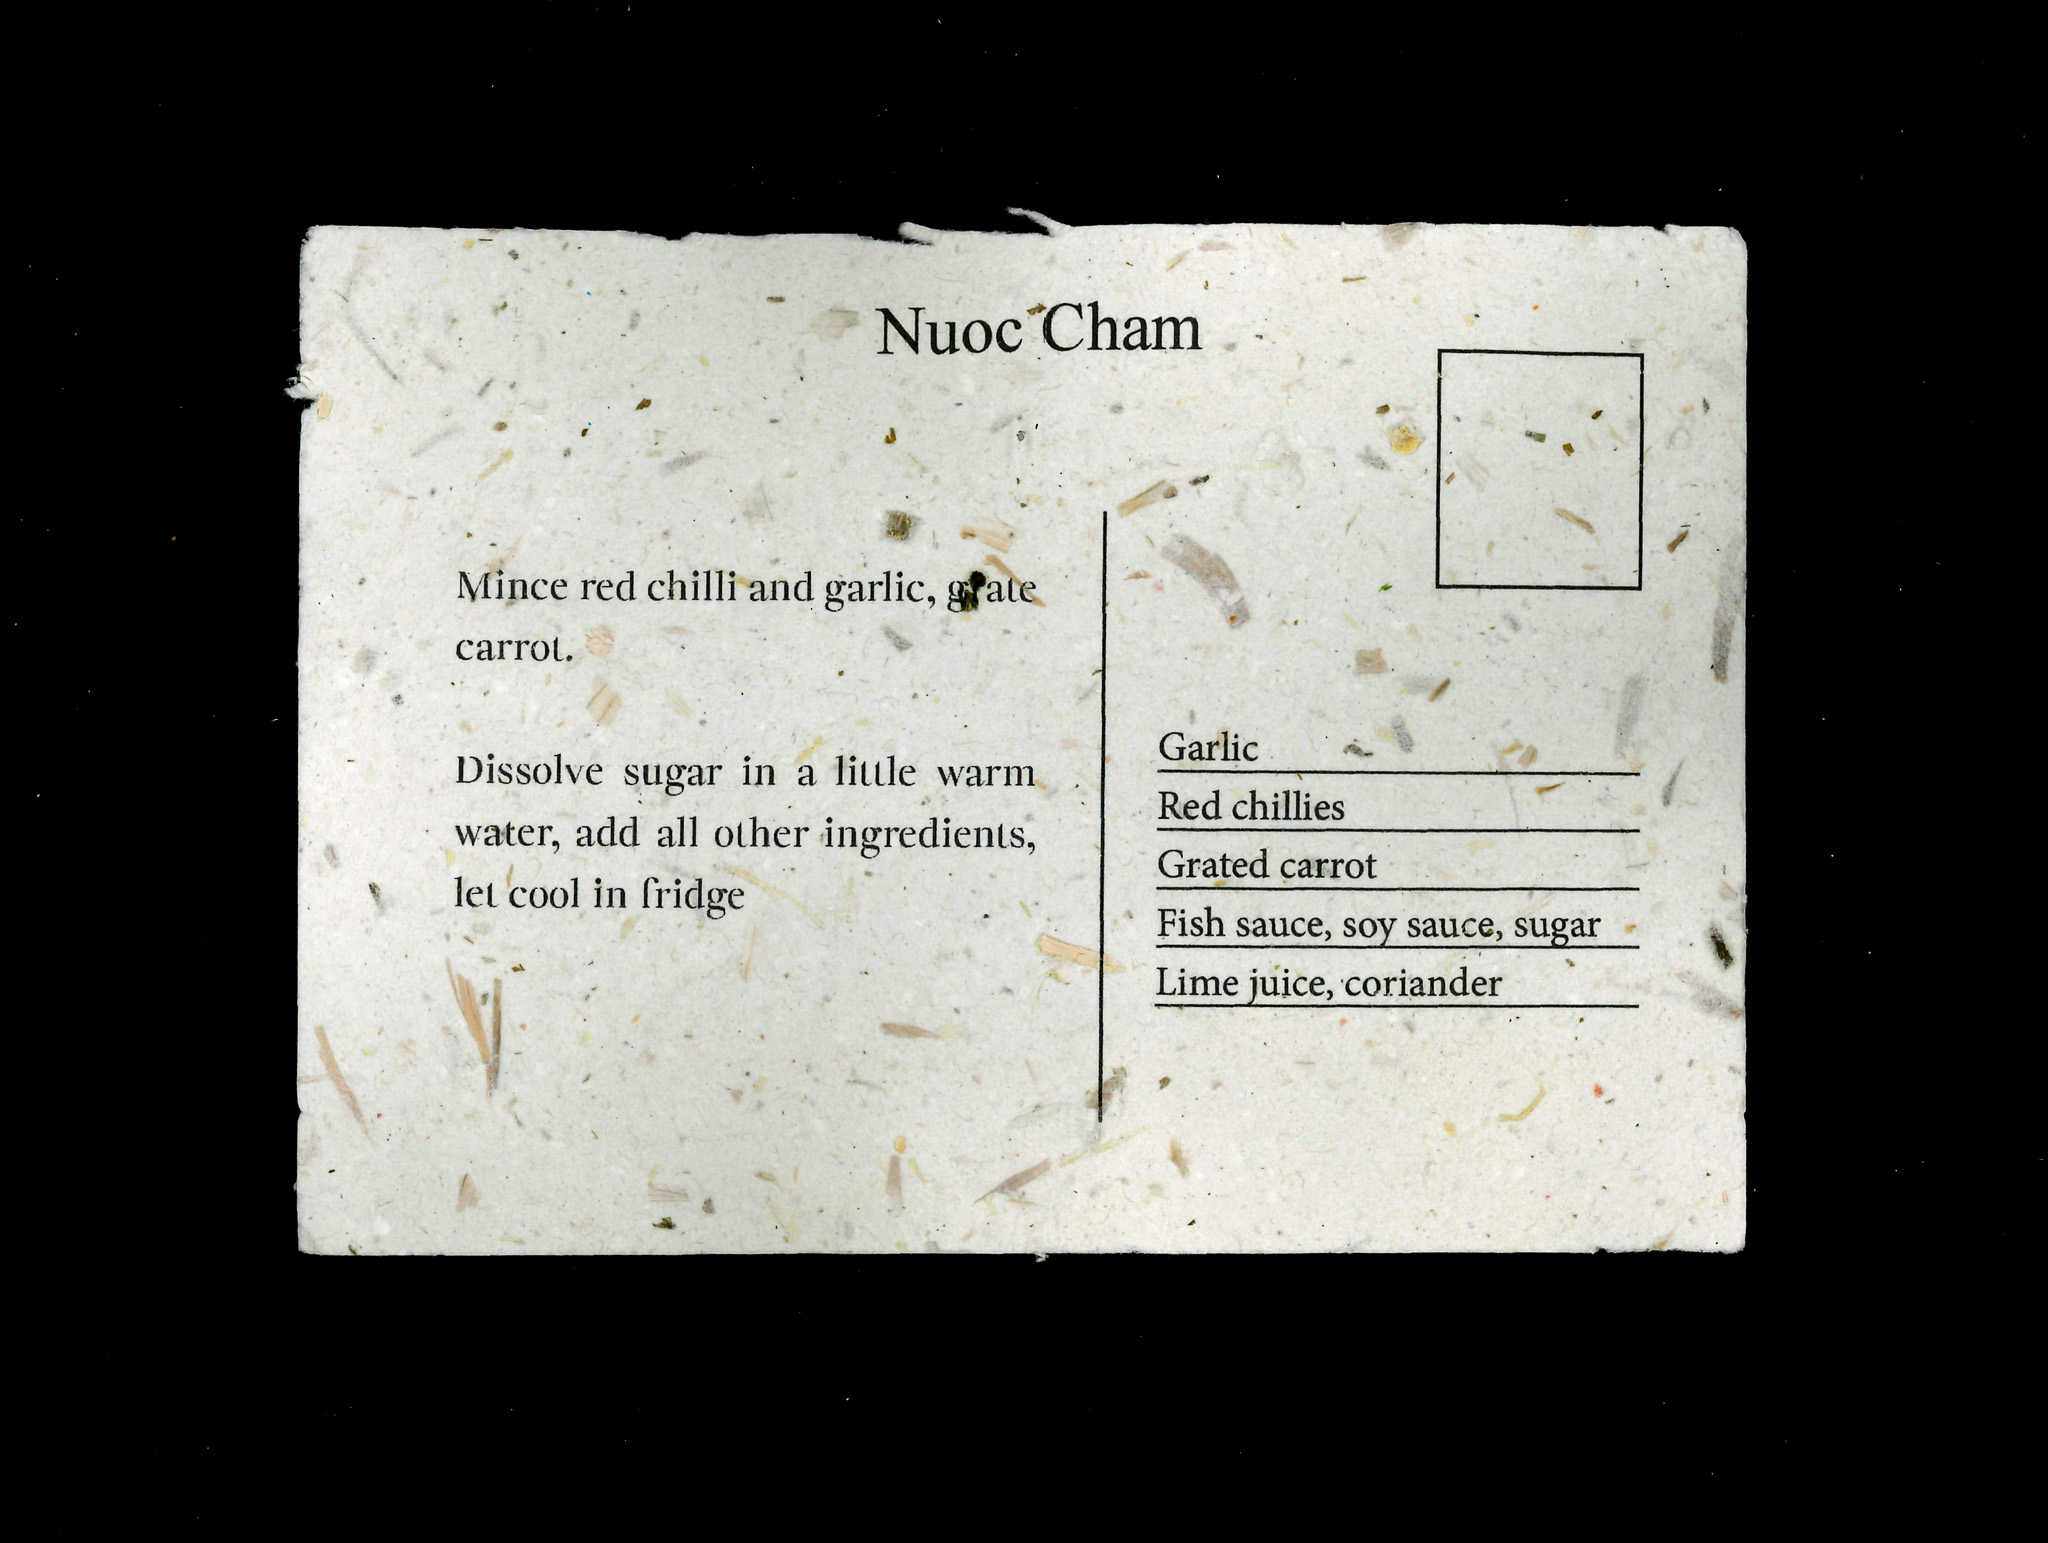 Nuoc Cham
Mince red chilli and garlic, grate
carrot.
Dissolve sugar in a little warm
water, add all other ingredients,
let cool in fridge
Garlic
Red chillies
Grated carrot
Fish sauce, soy sauce, sugar
Lime juice, coriander